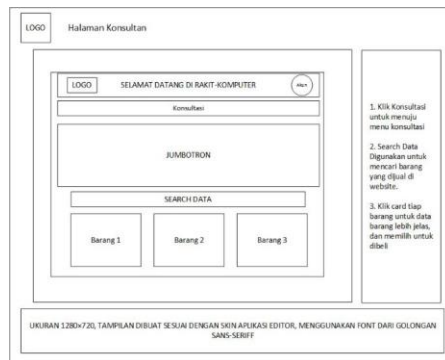 LOGO
Halaman Konsultan
LOGO
SELAMAT DATANG DI RAKIT-KOMPUTER
Akun
Konsultasi
JUMBOTRON
SEARCH DATA
Barang 1
Barang 2
Barang 3
1. Klik Konsultasi
untuk menuju
menu konsultasi
2. Search Data
Digunakan untuk
mencari barang
yang dijual di
website.
3. Klik card tiap
barang untuk data
barang lebih jelas,
dan memilih untuk
dibeli
UKURAN 1280×720, TAMPILAN DIBUAT SESUAI DENGAN SKIN APLIKASI EDITOR, MENGGUNAKAN FONT DARI GOLONGAN
SANS-SERIFF